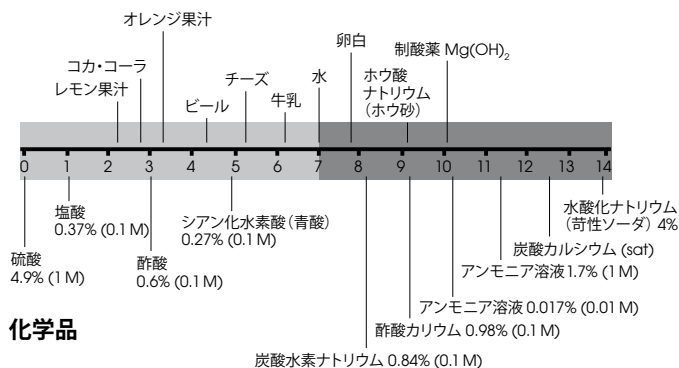 オレンジ果汁
コカ・コーラ
レモン果汁
ビール
チーズ
牛乳
水
卵白
ホウ酸
ナトリウム
（ホウ砂）
制酸薬 Mg(OH)2
0 1 2 3 4 5 6 7 8 9 10 11 12 13 14
硫酸
4.9% (1 M)
塩酸
0.37% (0.1 M)
酢酸
0.6% (0.1 M)
シアン化水素酸（青酸）
0.27% (0.1 M)
炭酸水素ナトリウム 0.84% (0.1 M)
酢酸カリウム 0.98% (0.1 M)
アンモニア溶液 0.017% (0.01 M)
アンモニア溶液1.7% (1 M)
炭酸カルシウム (sat)
水酸化ナトリウム
（苛性ソーダ）4%
化学品